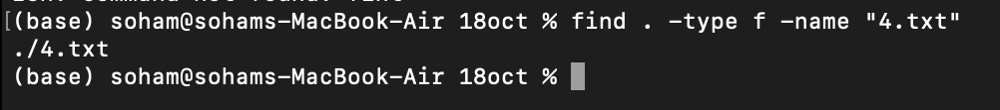 (base) soham@sohams-MacBook-Air 18oct % find . -type f -name "4.txt"
./4.txt
(base) soham@sohams-MacBook-Air 18oct %